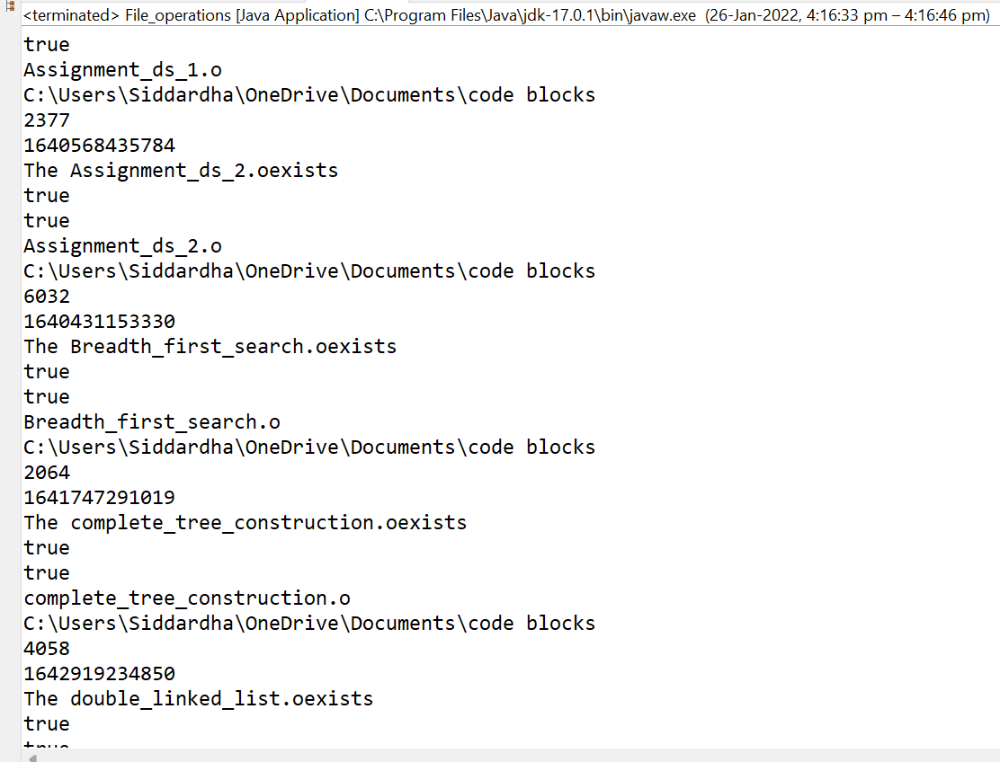 <terminated> File_operations [Java Application] C:\Program Files\Java\jdk-17.0.1\bin\javaw.exe (26-Jan-2022, 4:16:33 pm – 4:16:46 pm)
true
Assignment_ds_1.o
C:\Users\Siddardha\OneDrive\Documents\code blocks
2377
1640568435784
The Assignment_ds_2.oexists
true
true
Assignment_ds_2.o
C:\Users\Siddardha\OneDrive\Documents\code blocks
6032
1640431153330
The Breadth_first_search.oexists
true
true
Breadth_first_search.o
C:\Users\Siddardha\OneDrive\Documents\code blocks
2064
1641747291019
The complete_tree_construction.oexists
true
true
complete_tree_construction.o
C:\Users\Siddardha\OneDrive\Documents\code blocks
4058
1642919234850
The double_linked_list.oexists
true
true